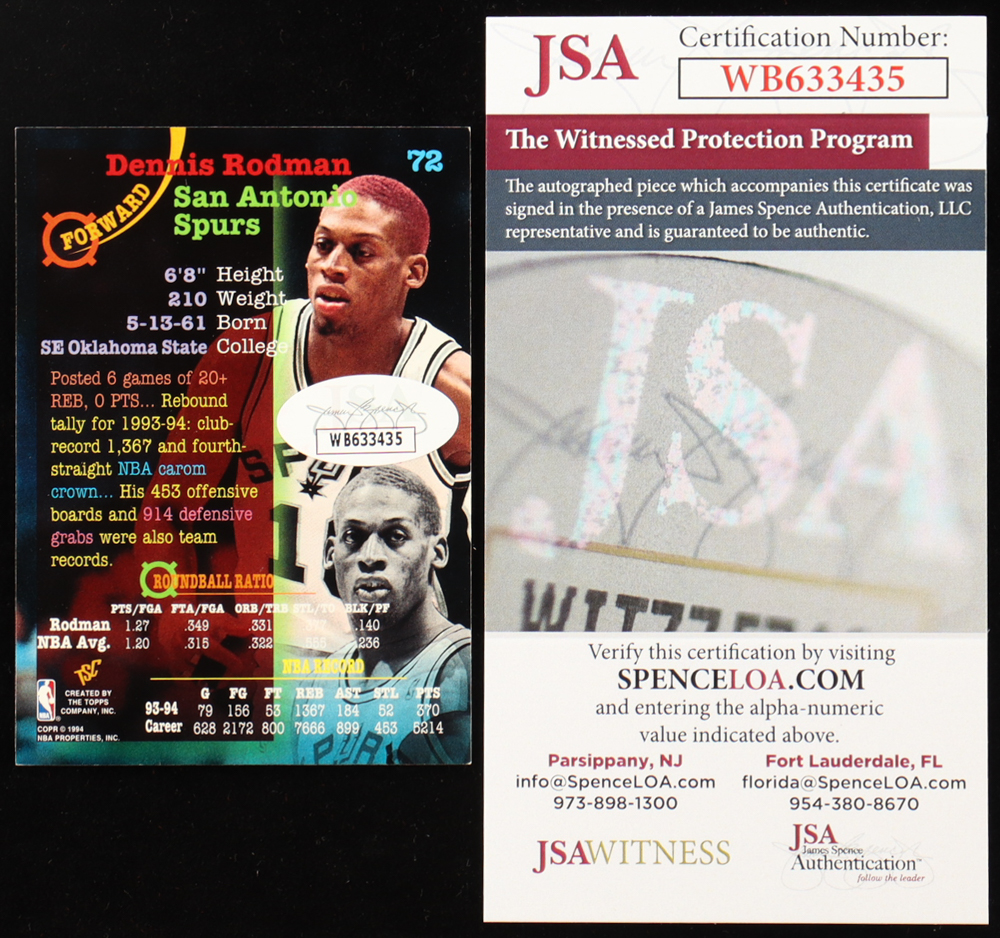 Dennis Rodman
'72
San Antonio
Spurs
FORWARD
6'8" Height
210 Weight
5-13-61 Born
SE Oklahoma State College
Posted 6 games of 20+
REB, 0 PTS... Rebound
tally for 1993-94: club-
record 1,367 and fourth-
straight NBA carom
crown... His 453 offensive
boards and 914 defensive
grabs were also team
records.
WB633435
ROUNDBALL RATIO
PTS/FGA FTA/FGA ORB/TRB STL/TO BLK/PF
Rodman 1.27 .349 .331 .140
NBA Avg. 1.20 .315 .322 .236
NBA RECORD
G FG FT REB AST STL PTS
93-94 79 156 53 1367 184 52 370
Career 628 2172 800 7666 899 453 5214
TSC
CREATED BY
THE TOPPS
COMPANY, INC.
NBA
COPR © 1994
NBA PROPERTIES, INC.
JSA
Certification Number:
WB633435
The Witnessed Protection Program
The autographed piece which accompanies this certificate was
signed in the presence of a James Spence Authentication, LLC
representative and is guaranteed to be authentic.
JSA
Verify this certification by visiting
SPENCELOA.COM
and entering the alpha-numeric
value indicated above.
Parsippany, NJ
info@SpenceLOA.com
973-898-1300
Fort Lauderdale, FL
florida@SpenceLOA.com
954-380-8670
JSAWITNESS
JSA
James Spence
Authentication™
follow the leader